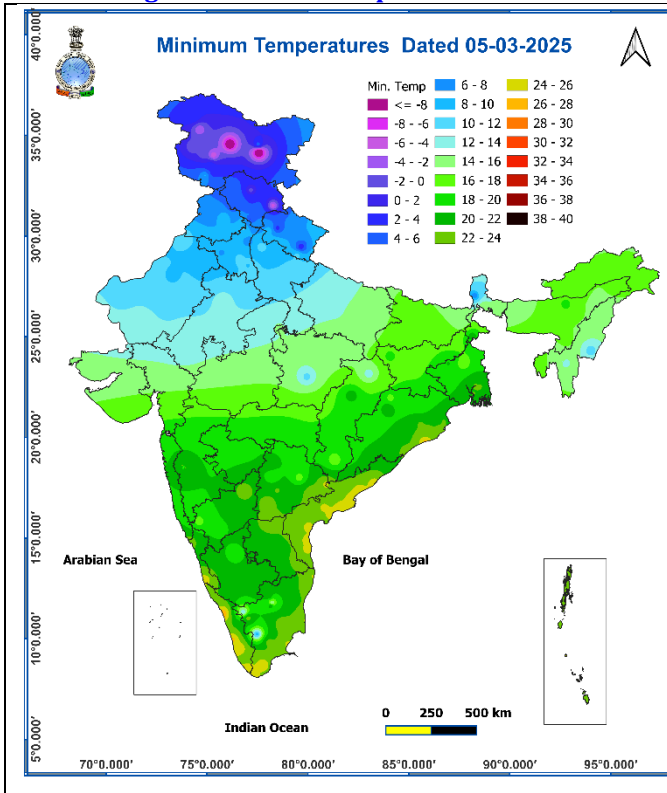 Minimum Temperatures Dated 05-03-2025
Min. Temp
<= -8
-8 - -6
-6 - -4
-4 - -2
-2 - 0
0 - 2
2 - 4
4 - 6
6 - 8
8 - 10
10 - 12
12 - 14
14 - 16
16 - 18
18 - 20
20 - 22
22 - 24
24 - 26
26 - 28
28 - 30
30 - 32
32 - 34
34 - 36
36 - 38
38 - 40
40°0.000'
35°0.000'
30°0.000'
25°0.000'
20°0.000'
15°0.000'
10°0.000'
5°0.000'
Arabian Sea
Bay of Bengal
Indian Ocean
0 250 500 km
70°0.000' 75°0.000' 80°0.000' 85°0.000' 90°0.000' 95°0.000'